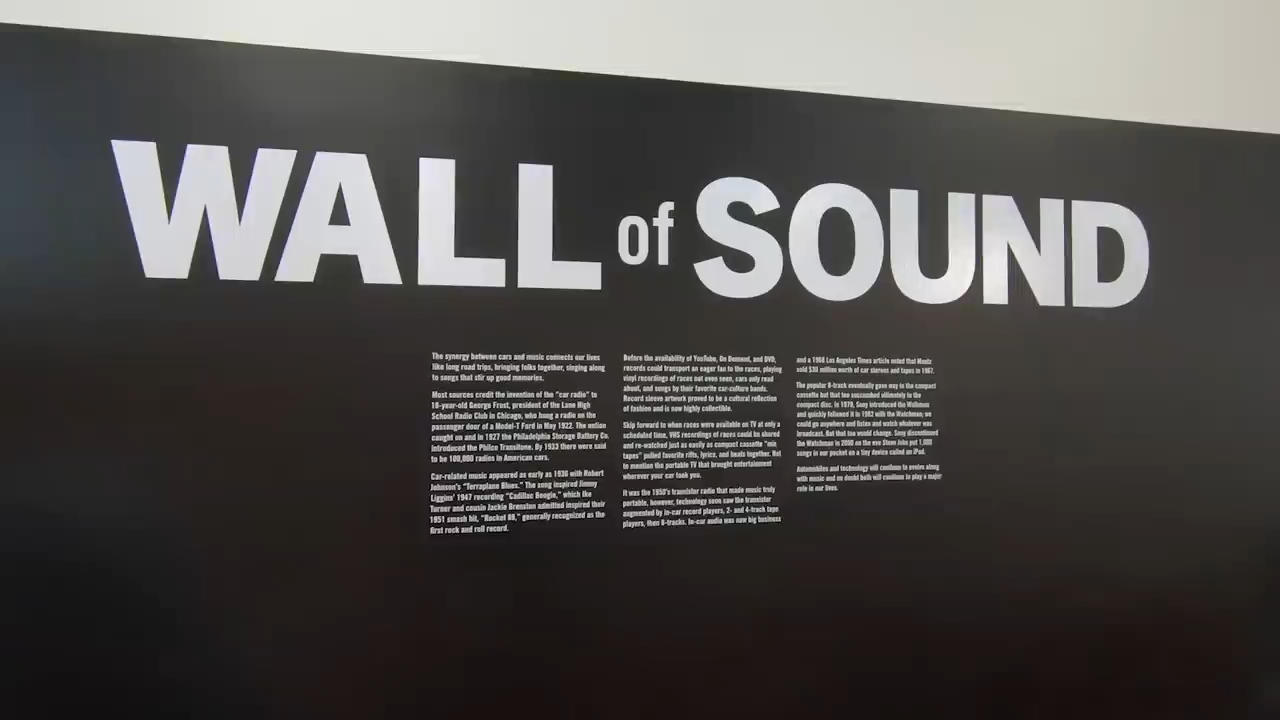 WALL of SOUND
The synergy between cars and music connects our lives
like long road trips, bringing folks together, singing along
to songs that stir up good memories.
Most sources credit the invention of the "car radio" to
18-year-old George Frost, president of the Lane High
School Radio Club in Chicago, who hung a radio on the
passenger door of a Model-T Ford in May 1922. The notion
caught on and in 1927 the Philadelphia Storage Battery Co.
introduced the Philco Transitone. By 1933 there were said
to be 100,000 radios in American cars.
Car-related music appeared as early as 1936 with Robert
Johnson's "Terraplane Blues." The song inspired Jimmy
Liggins' 1947 recording "Cadillac Boogie," which Ike
Turner and cousin Jackie Brenston admitted inspired their
1951 smash hit, "Rocket 88," generally recognized as the
first rock and roll record.
Before the availability of YouTube, On Demand, and DVD,
records could transport an eager fan to the races, playing
vinyl recordings of races not even seen, cars only read
about, and songs by their favorite car-culture bands.
Record sleeve artwork proved to be a cultural reflection
of fashion and is now highly collectible.
Skip forward to when races were available on TV at only a
scheduled time, VHS recordings of races could be shared
and re-watched just as easily as compact cassette "mix
tapes" pulled favorite riffs, lyrics, and beats together. Not
to mention the portable TV that brought entertainment
wherever your car took you.
It was the 1950's transistor radio that made music truly
portable, however, technology soon saw the transistor
augmented by in-car record players, 2- and 4-track tape
players, then 8-tracks. In-car audio was now big business
and a 1968 Los Angeles Times article noted that Muntz
sold $30 million worth of car stereos and tapes in 1967.
The popular 8-track eventually gave way to the compact
cassette but that too succumbed ultimately to the
compact disc. In 1979, Sony introduced the Walkman
and quickly followed it in 1982 with the Watchman; we
could go anywhere and listen and watch whatever was
broadcast. But that too would change. Sony discontinued
the Watchman in 2000 on the eve Steve Jobs put 1,000
songs in our pocket on a tiny device called an iPod.
Automobiles and technology will continue to evolve along
with music and no doubt both will continue to play a major
role in our lives.